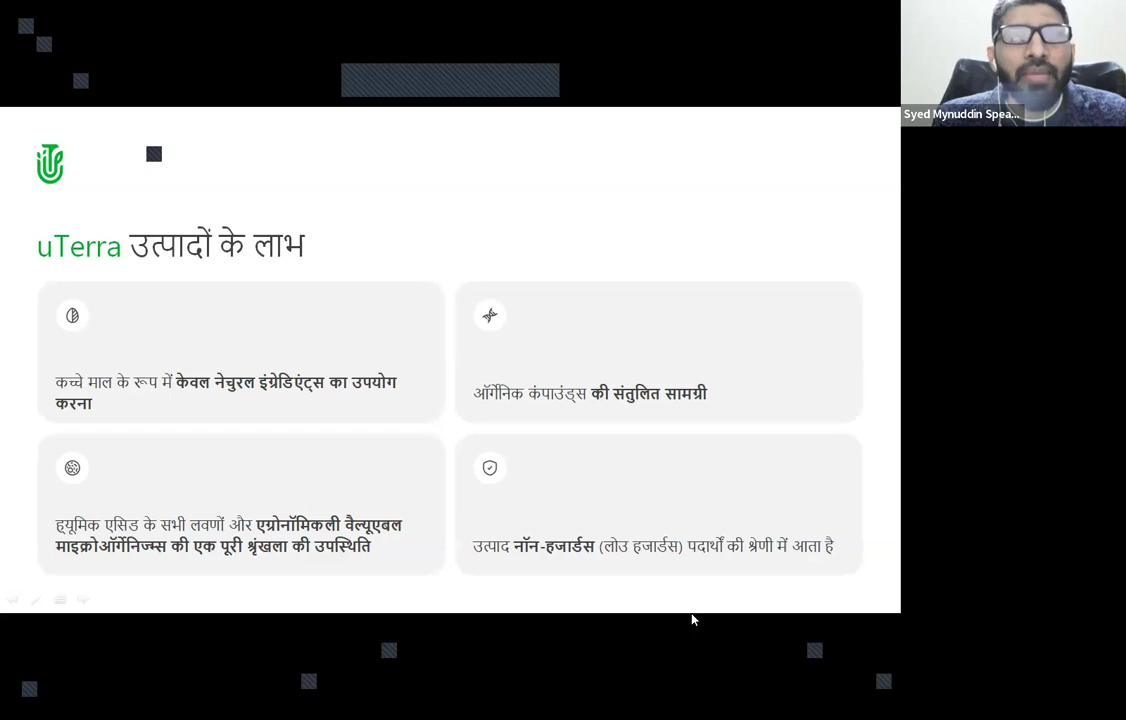 Syed Mynuddin Spea...
uTerra उत्पादों के लाभ
कच्चे माल के रूप में केवल नेचुरल इंग्रेडिएंट्स का उपयोग
करना
ऑर्गेनिक कंपाउंड्स की संतुलित सामग्री
ह्यूमिक एसिड के सभी लवणों और एग्रोनॉमिकली वैल्यूएबल
माइक्रोऑर्गेनिज्म्स की एक पूरी श्रृंखला की उपस्थिति
उत्पाद नॉन-हजार्डस (लोउ हजार्डस) पदार्थों की श्रेणी में आता है